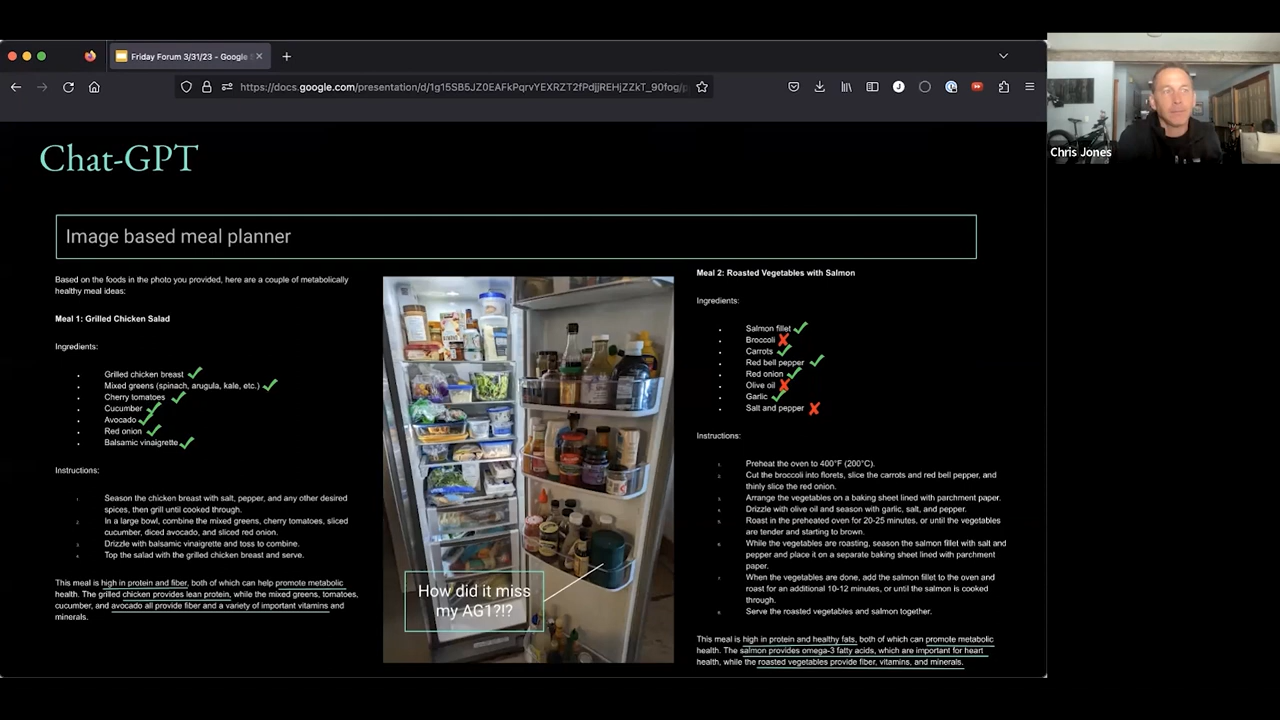 Friday Forum 3/31/23 - Google
https://docs.google.com/presentation/d/1g15SB5JZ0EAFkPqrvYEXRZT2fPdjjREHjZZkT_90fog/p
Chris Jones
Chat-GPT
Image based meal planner
Based on the foods in the photo you provided, here are a couple of metabolically
healthy meal ideas:
Meal 1: Grilled Chicken Salad
Ingredients:
Grilled chicken breast
Mixed greens (spinach, arugula, kale, etc.)
Cherry tomatoes
Cucumber
Avocado
Red onion
Balsamic vinaigrette
Instructions:
Season the chicken breast with salt, pepper, and any other desired
spices, then grill until cooked through.
In a large bowl, combine the mixed greens, cherry tomatoes, sliced
cucumber, diced avocado, and sliced red onion.
Drizzle with balsamic vinaigrette and toss to combine.
Top the salad with the grilled chicken breast and serve.
This meal is high in protein and fiber, both of which can help promote metabolic
health. The grilled chicken provides lean protein, while the mixed greens, tomatoes,
cucumber, and avocado all provide fiber and a variety of important vitamins and
minerals.
How did it miss
my AG1?!?
Meal 2: Roasted Vegetables with Salmon
Ingredients:
Salmon fillet
Broccoli
Carrots
Red bell pepper
Red onion
Olive oil
Garlic
Salt and pepper
Instructions:
Preheat the oven to 400°F (200°C).
Cut the broccoli into florets, slice the carrots and red bell pepper, and
thinly slice the red onion.
Arrange the vegetables on a baking sheet lined with parchment paper.
Drizzle with olive oil and season with garlic, salt, and pepper.
Roast in the preheated oven for 20-25 minutes, or until the vegetables
are tender and starting to brown.
While the vegetables are roasting, season the salmon fillet with salt and
pepper and place it on a separate baking sheet lined with parchment
paper.
When the vegetables are done, add the salmon fillet to the oven and
roast for an additional 10-12 minutes, or until the salmon is cooked
through.
Serve the roasted vegetables and salmon together.
This meal is high in protein and healthy fats, both of which can promote metabolic
health. The salmon provides omega-3 fatty acids, which are important for heart
health, while the roasted vegetables provide fiber, vitamins, and minerals.